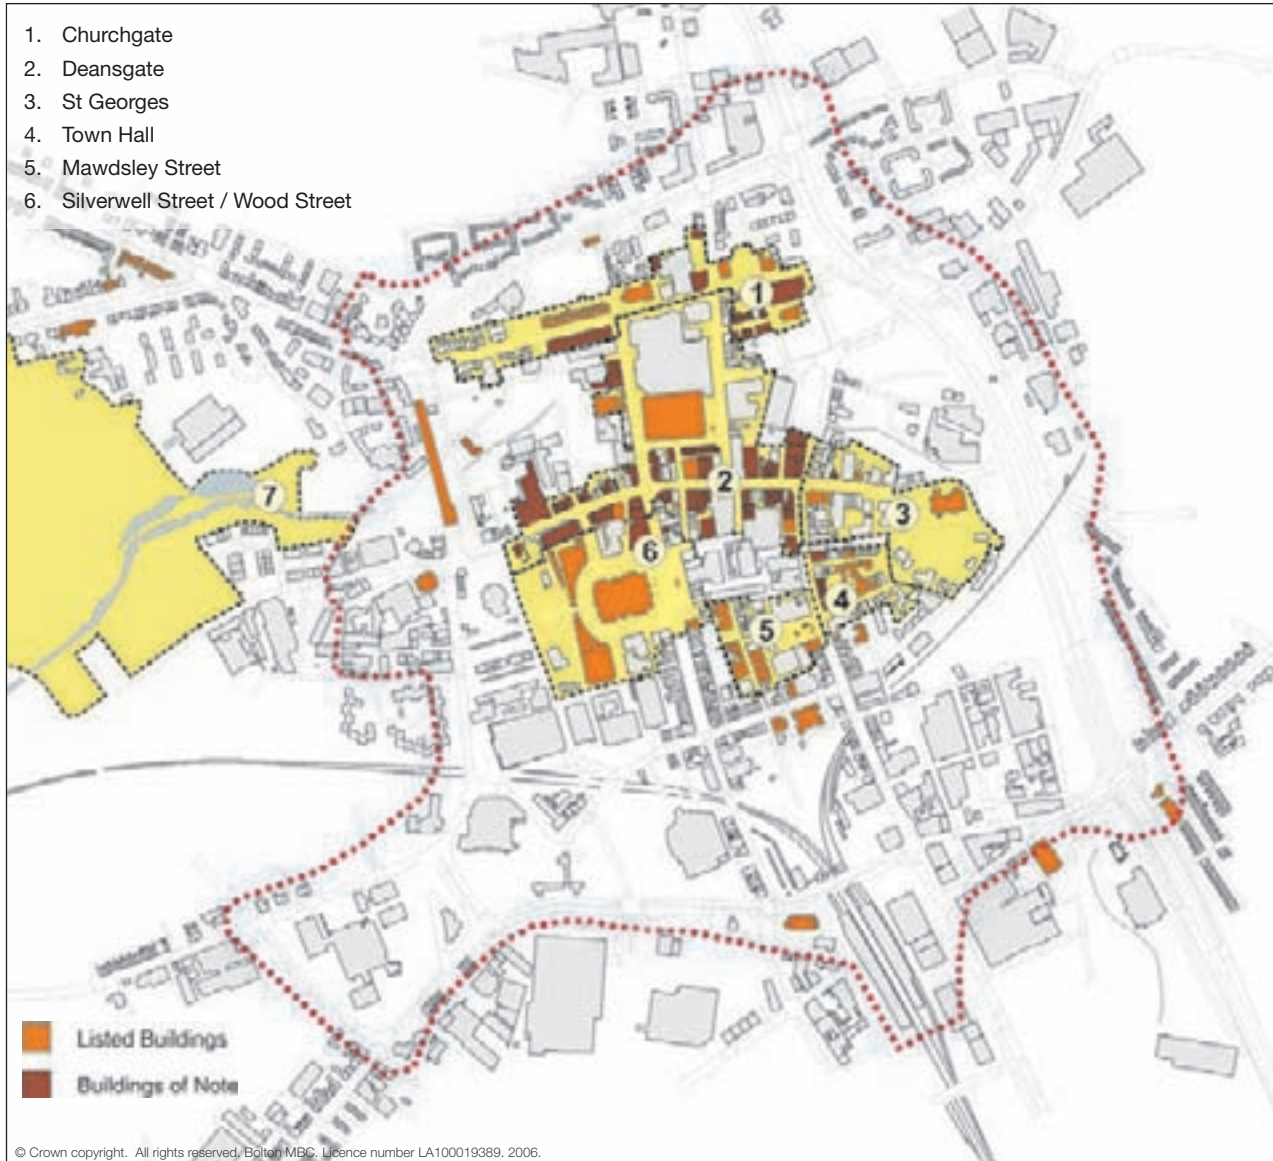 1. Churchgate
2. Deansgate
3. St Georges
4. Town Hall
5. Mawdsley Street
6. Silverwell Street / Wood Street
1
2
3
4
5
6
7
Listed Buildings
Buildings of Note
© Crown copyright. All rights reserved. Bolton MBC. Licence number LA100019389. 2006.